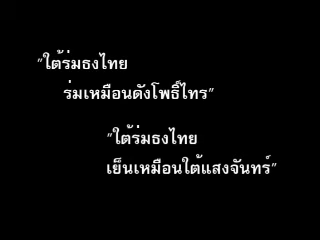 "ใต้ร่มธงไทย
ร่มเหมือนดังโพธิ์ไทร"
"ใต้ร่มธงไทย
เย็นเหมือนใต้แสงจันทร์"